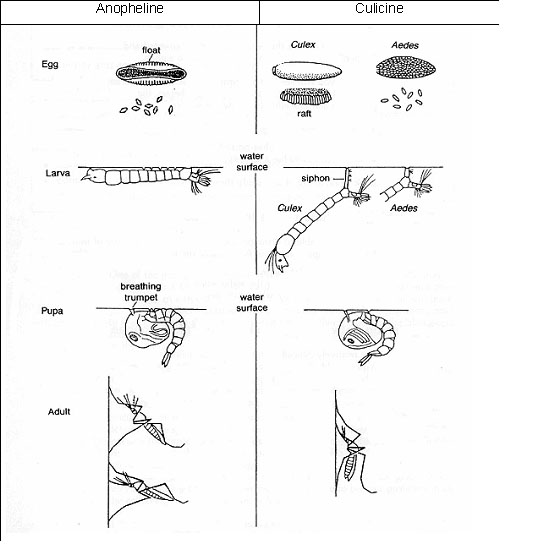 Anopheline
Culicine
Egg
float
Culex
Aedes
raft
Larva
water
surface
siphon
Culex
Aedes
Pupa
breathing
trumpet
water
surface
Adult